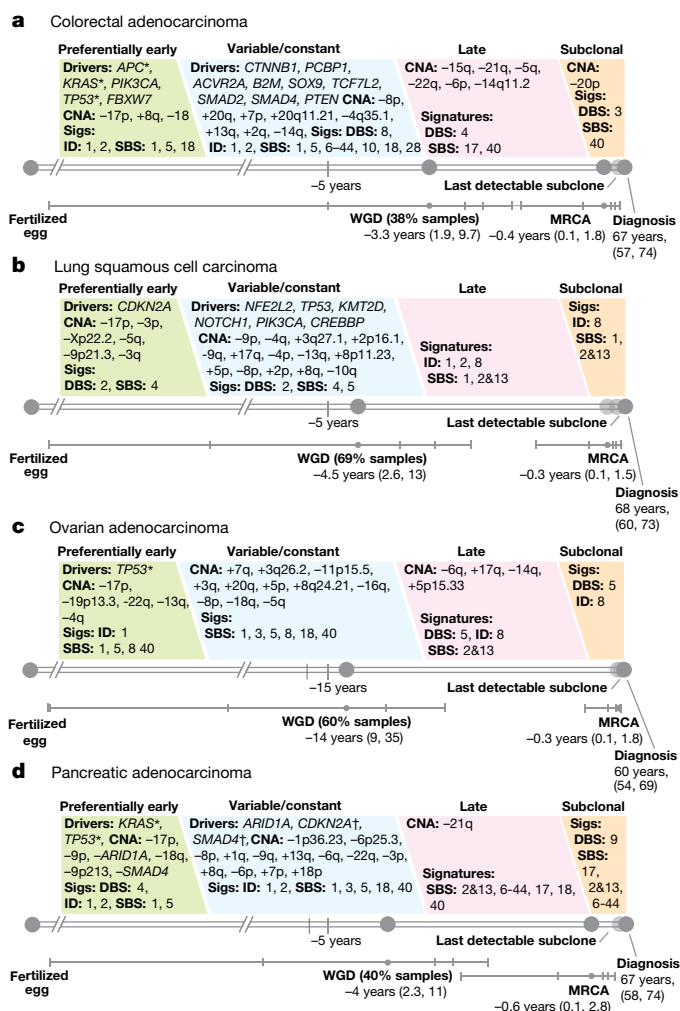 a Colorectal adenocarcinoma
Preferentially early
Drivers: APC*,
KRAS*, PIK3CA,
TP53*, FBXW7
CNA: –17p, +8q, –18
Sigs:
ID: 1, 2, SBS: 1, 5, 18
Variable/constant
Drivers: CTNNB1, PCBP1,
ACVR2A, B2M, SOX9, TCF7L2,
SMAD2, SMAD4, PTEN CNA: –8p,
+20q, +7p, +20q11.21, –4q35.1,
+13q, +2q, –14q, Sigs: DBS: 8,
ID: 1, 2, SBS: 1, 5, 6–44, 10, 18, 28
Late
CNA: –15q, –21q, –5q,
–22q, –6p, –14q11.2
Signatures:
DBS: 4
SBS: 17, 40
Subclonal
CNA:
–20p
Sigs:
DBS: 3
SBS:
40
–5 years
Last detectable subclone
Fertilized
egg
WGD (38% samples)
–3.3 years (1.9, 9.7)
MRCA
–0.4 years (0.1, 1.8)
Diagnosis
67 years,
(57, 74)
b Lung squamous cell carcinoma
Preferentially early
Drivers: CDKN2A
CNA: –17p, –3p,
–Xp22.2, –5q,
–9p21.3, –3q
Sigs:
DBS: 2, SBS: 4
Variable/constant
Drivers: NFE2L2, TP53, KMT2D,
NOTCH1, PIK3CA, CREBBP
CNA: –9p, –4q, +3q27.1, +2p16.1,
-9q, +17q, –4p, –13q, +8p11.23,
+5p, –8p, +2p, +8q, –10q
Sigs: DBS: 2, SBS: 4, 5
Late
Signatures:
ID: 1, 2, 8
SBS: 1, 2&13
Subclonal
Sigs:
ID: 8
SBS: 1,
2&13
–5 years
Last detectable subclone
Fertilized
egg
WGD (69% samples)
–4.5 years (2.6, 13)
MRCA
–0.3 years (0.1, 1.5)
Diagnosis
68 years,
(60, 73)
c Ovarian adenocarcinoma
Preferentially early
Drivers: TP53*
CNA: –17p,
–19p13.3, –22q, –13q,
–4q
Sigs: ID: 1
SBS: 1, 5, 8 40
Variable/constant
CNA: +7q, +3q26.2, –11p15.5,
+3q, +20q, +5p, +8q24.21, –16q,
–8p, –18q, –5q
Sigs:
SBS: 1, 3, 5, 8, 18, 40
Late
CNA: –6q, +17q, –14q,
+5p15.33
Signatures:
DBS: 5, ID: 8
SBS: 2&13
Subclonal
Sigs:
DBS: 5
ID: 8
–15 years
Last detectable subclone
Fertilized
egg
WGD (60% samples)
–14 years (9, 35)
MRCA
–0.3 years (0.1, 1.8)
Diagnosis
60 years,
(54, 69)
d Pancreatic adenocarcinoma
Preferentially early
Drivers: KRAS*,
TP53*, CNA: –17p,
–9p, –ARID1A, –18q,
–9p213, –SMAD4
Sigs: DBS: 4,
ID: 1, 2, SBS: 1, 5
Variable/constant
Drivers: ARID1A, CDKN2A†,
SMAD4†, CNA: –1p36.23, –6p25.3,
–8p, +1q, –9q, +13q, –6q, –22q, –3p,
+8q, –6p, +7p, +18p
Sigs: ID: 1, 2, SBS: 1, 3, 5, 18, 40
Late
CNA: –21q
Signatures:
SBS: 2&13, 6-44, 17, 18,
40
Subclonal
Sigs:
DBS: 9
SBS:
17,
2&13,
6-44
–5 years
Last detectable subclone
Fertilized
egg
WGD (40% samples)
–4 years (2.3, 11)
MRCA
–0.6 years (0.1, 2.8)
Diagnosis
67 years,
(58, 74)